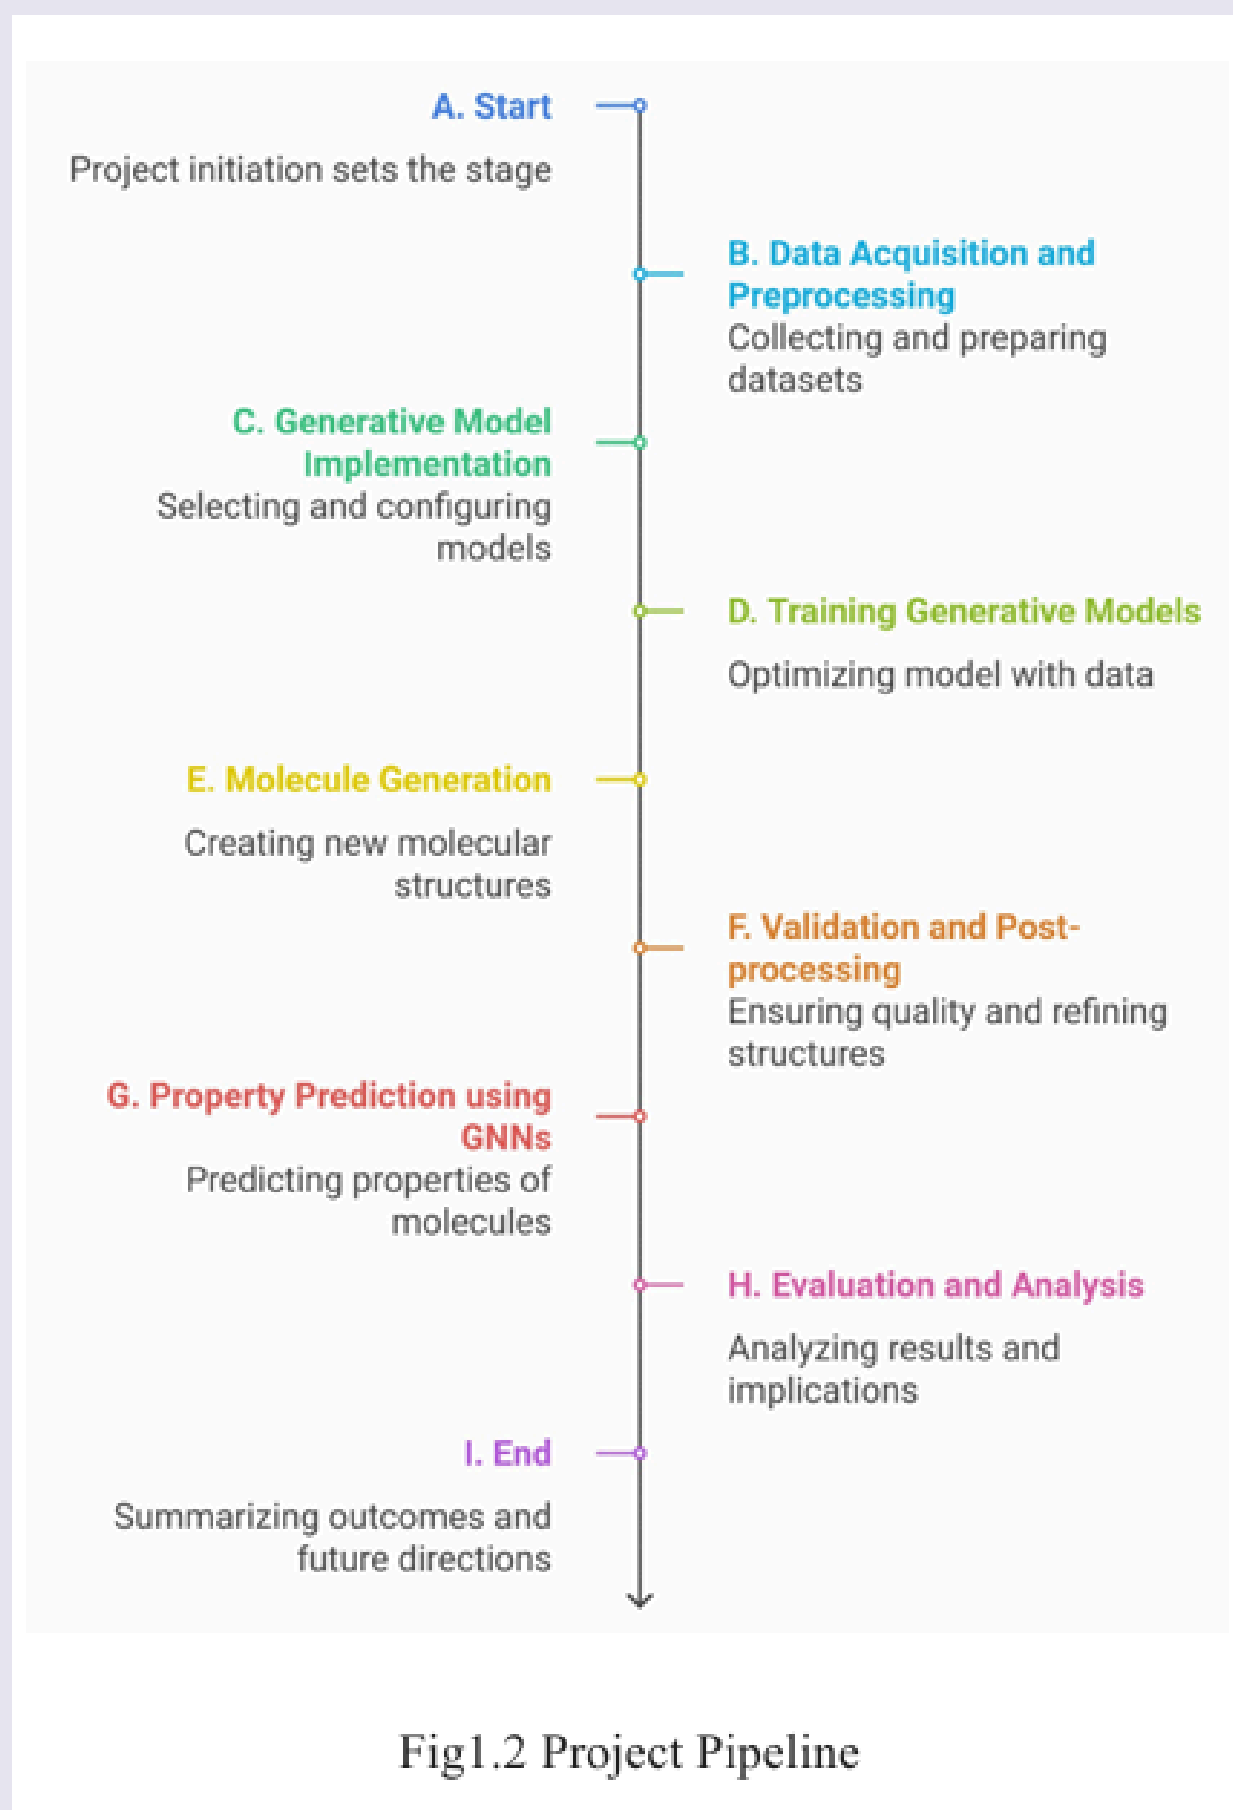 A. Start
Project initiation sets the stage
B. Data Acquisition and
Preprocessing
Collecting and preparing
datasets
C. Generative Model
Implementation
Selecting and configuring
models
D. Training Generative Models
Optimizing model with data
E. Molecule Generation
Creating new molecular
structures
F. Validation and Post-
processing
Ensuring quality and refining
structures
G. Property Prediction using
GNNs
Predicting properties of
molecules
H. Evaluation and Analysis
Analyzing results and
implications
I. End
Summarizing outcomes and
future directions
Fig1.2 Project Pipeline